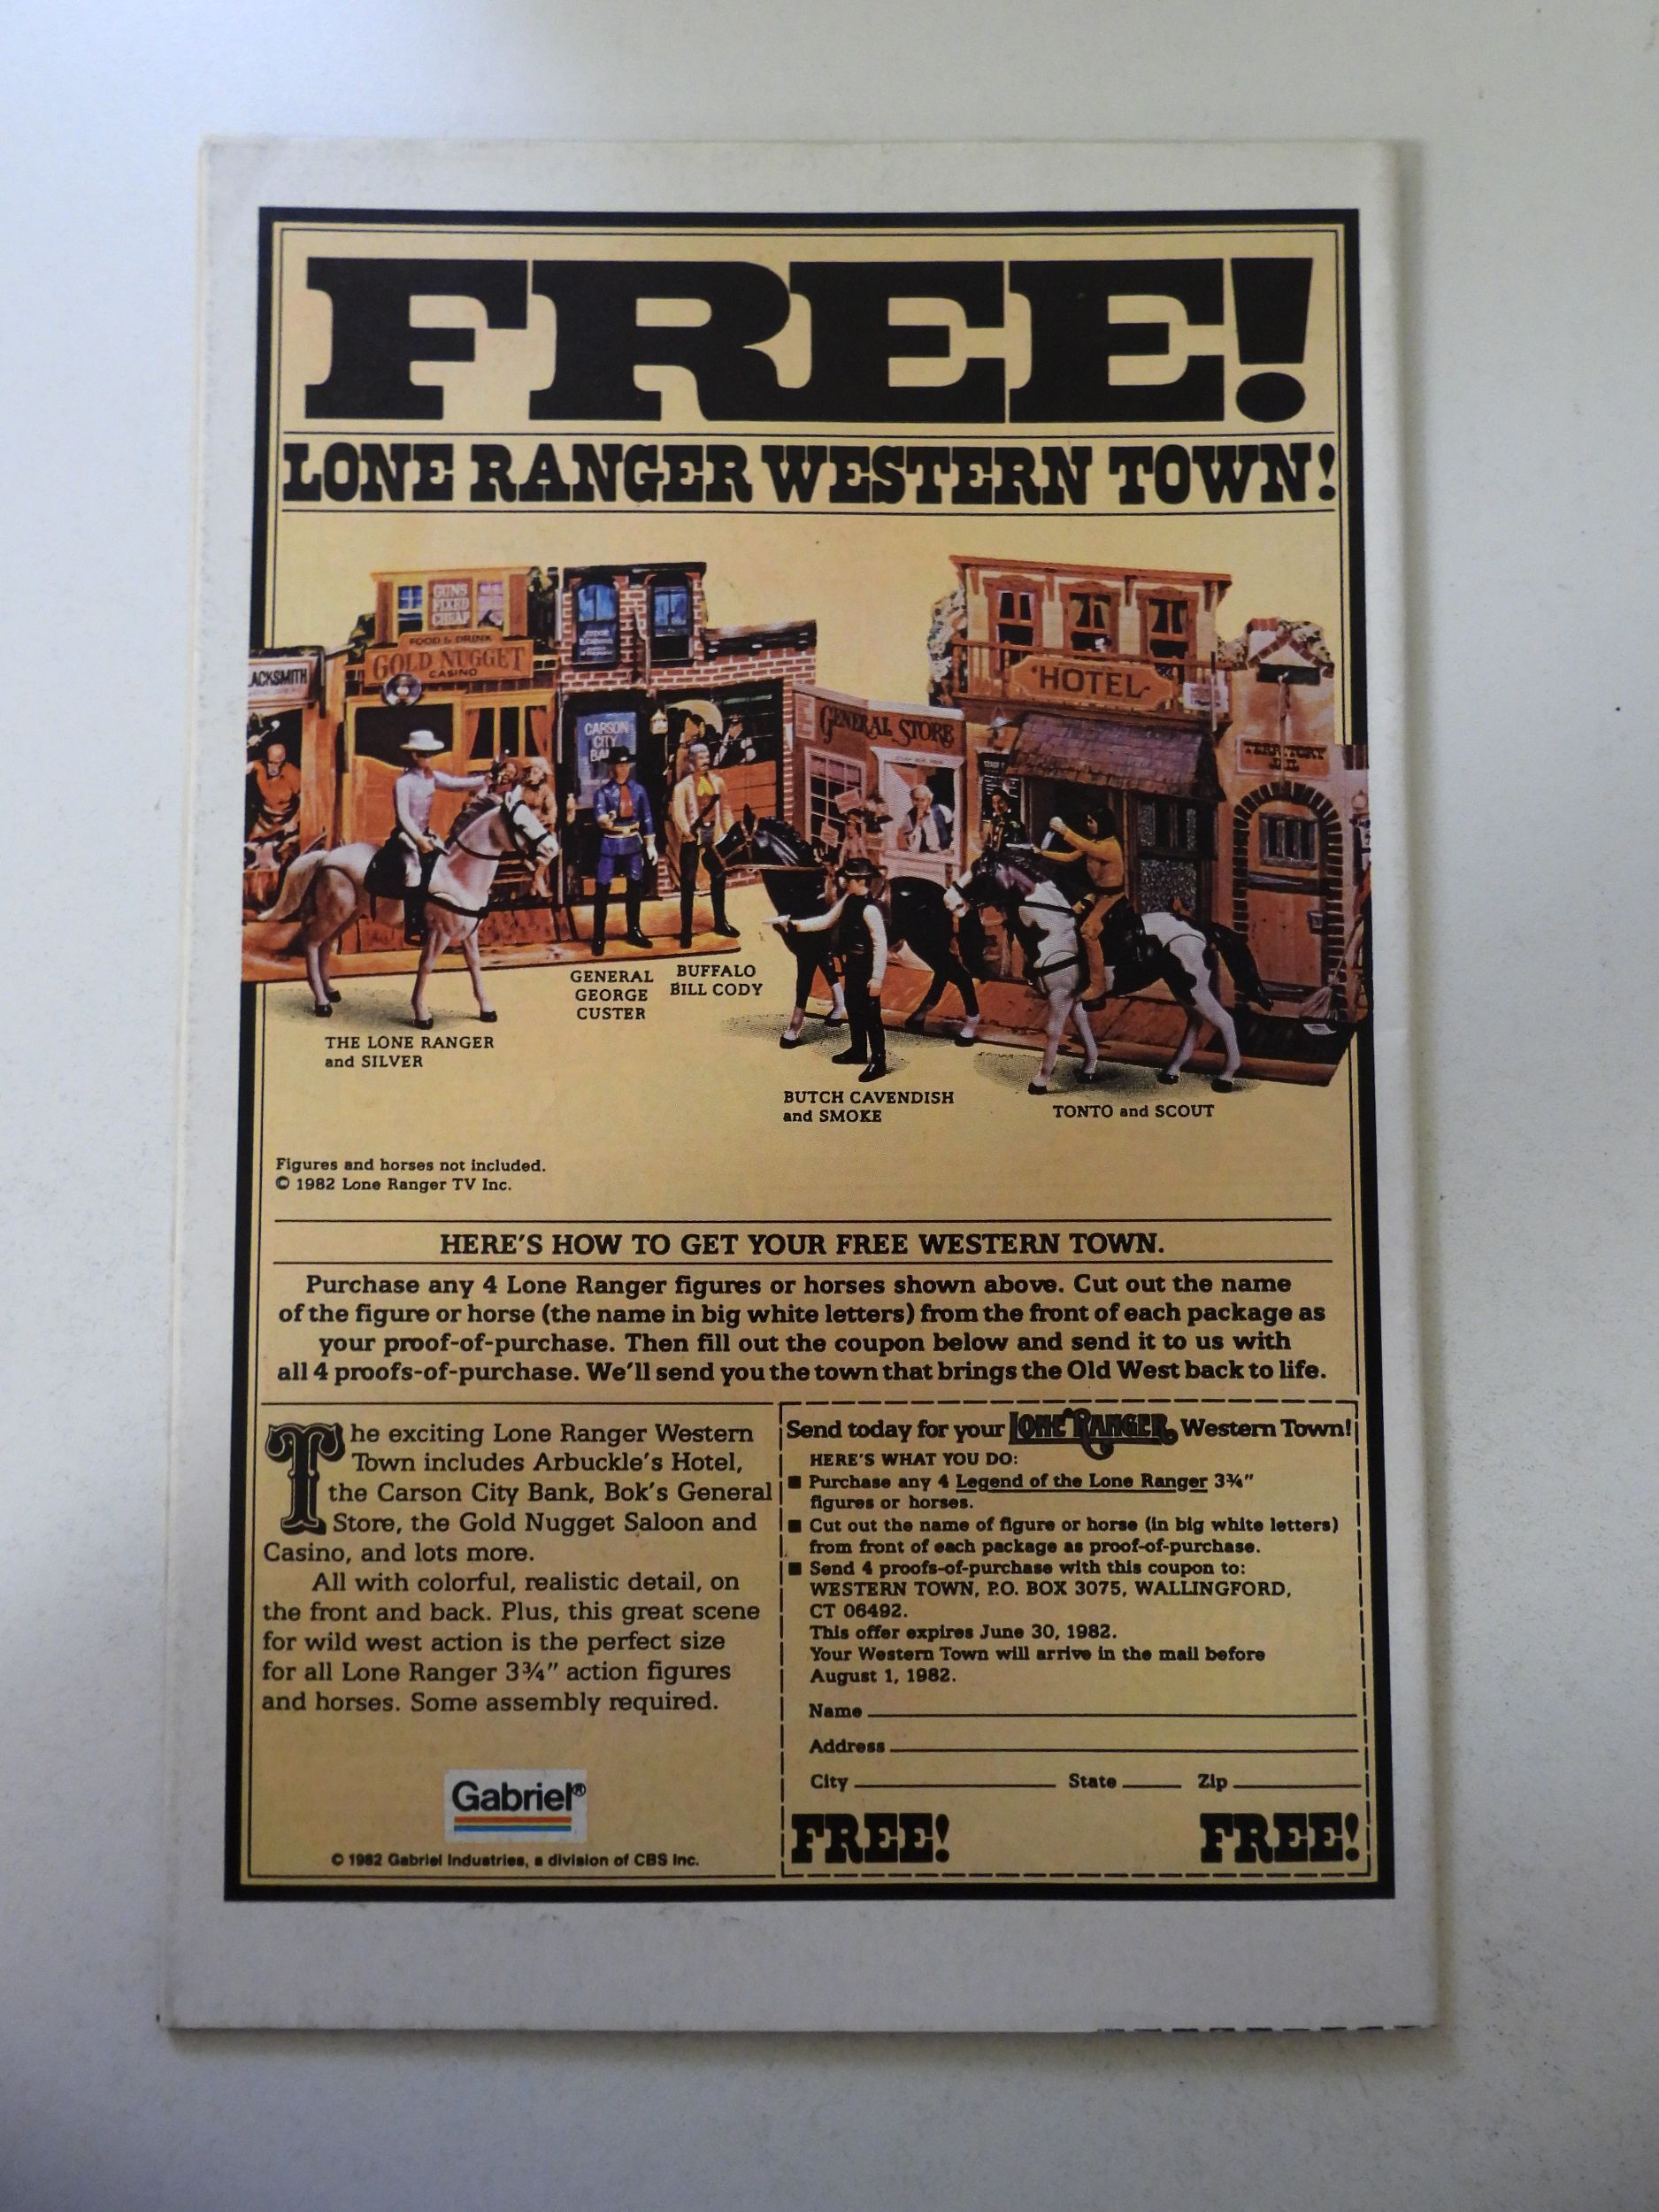 FREE!
LONE RANGER WESTERN TOWN!
GUNS
FIXED
CHEAP
FOOD & DRINK
GOLD NUGGET
CASINO
ACKSMITH
CARSON
CITY
BA
GENERAL STORE
HOTEL
TERRITORY
JAIL
GENERAL
GEORGE
CUSTER
BUFFALO
BILL CODY
THE LONE RANGER
and SILVER
BUTCH CAVENDISH
and SMOKE
TONTO and SCOUT
Figures and horses not included.
© 1982 Lone Ranger TV Inc.
HERE'S HOW TO GET YOUR FREE WESTERN TOWN.
Purchase any 4 Lone Ranger figures or horses shown above. Cut out the name
of the figure or horse (the name in big white letters) from the front of each package as
your proof-of-purchase. Then fill out the coupon below and send it to us with
all 4 proofs-of-purchase. We'll send you the town that brings the Old West back to life.
The exciting Lone Ranger Western
Town includes Arbuckle's Hotel,
the Carson City Bank, Bok's General
Store, the Gold Nugget Saloon and
Casino, and lots more.
All with colorful, realistic detail, on
the front and back. Plus, this great scene
for wild west action is the perfect size
for all Lone Ranger 3¾" action figures
and horses. Some assembly required.
Gabriel®
© 1982 Gabriel Industries, a division of CBS Inc.
Send today for your LONE RANGER Western Town!
HERE'S WHAT YOU DO:
■ Purchase any 4 Legend of the Lone Ranger 3¾"
figures or horses.
■ Cut out the name of figure or horse (in big white letters)
from front of each package as proof-of-purchase.
■ Send 4 proofs-of-purchase with this coupon to:
WESTERN TOWN, P.O. BOX 3075, WALLINGFORD,
CT 06492.
This offer expires June 30, 1982.
Your Western Town will arrive in the mail before
August 1, 1982.
Name
Address
City State Zip
FREE! FREE!